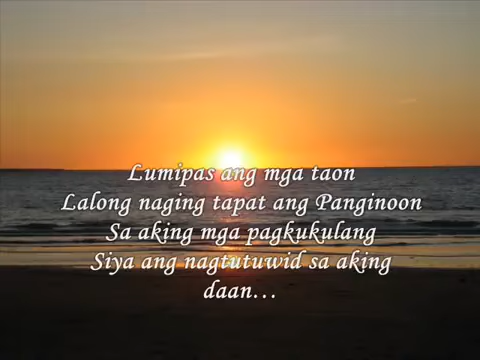 Lumipas ang mga taon
Lalong naging tapat ang Panginoon
Sa aking mga pagkukulang
Siya ang nagtutuwid sa aking
daan...